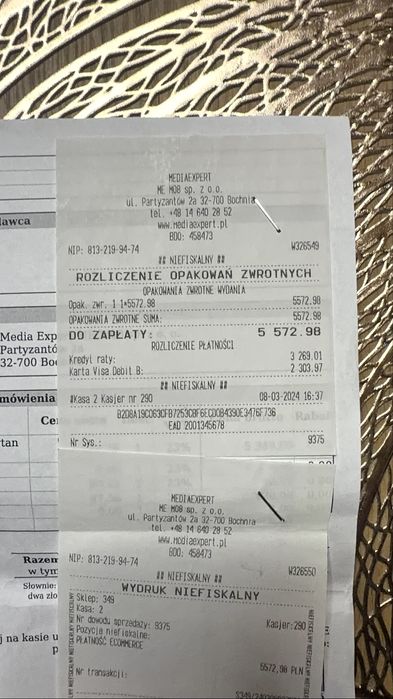 MEDIAEXPERT
ME M08 sp. Z o.o.
ul. Partyzantów 2a 32-700 Bochnia
tel. +48 14 640 28 52
www.mediaexpert.pl
BDO: 458473
NIP: 813-219-94-74 W326549
## NIEFISKALNY ##
ROZLICZENIE OPAKOWAŃ ZWROTNYCH
OPAKOWANIA ZWROTNE WYDANIA
Opak. zwr. 1 1*5572.98 5572.98
OPAKOWANIA ZWROTNE SUMA: 5572.98
DO ZAPŁATY: 5 572.98
ROZLICZENIE PŁATNOŚCI
Kredyt raty: 3 269.01
Karta Visa Debit B: 2 303.97
## NIEFISKALNY ##
#Kasa 2 Kasjer nr 290 08-03-2024 16:37
EAD 2001345678
Nr Sys.: 9375
MEDIAEXPERT
ME M08 sp. Z o.o.
ul. Partyzantów 2a 32-700 Bochnia
tel. +48 14 640 28 52
www.mediaexpert.pl
BDO: 458473
NIP: 813-219-94-74 W326550
## NIEFISKALNY ##
WYDRUK NIEFISKALNY
Sklep: 349
Kasa: 2 Kasjer:290
Nr dowodu sprzedaży: 9375
Pozycje niefiskalne:
PŁATNOŚĆ ECOMMERCE
5572,98 PLN
Nr transakcji:
Media Exp
Partyzantó
32-700 Boc
mówienia
Razem
w tym
Słownie:
dwa zło
j na kasie u